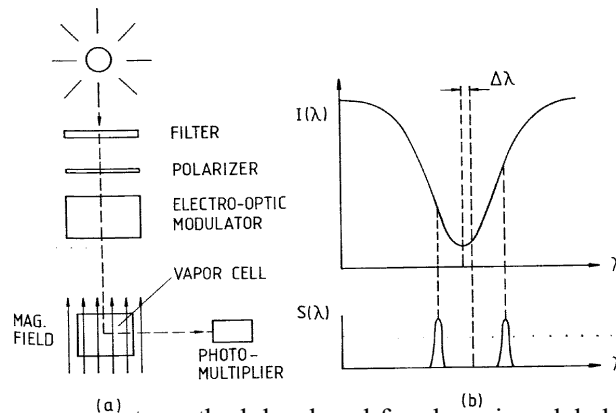 FILTER
POLARIZER
ELECTRO-OPTIC
MODULATOR
VAPOR CELL
MAG.
FIELD
PHOTO-
MULTIPLIER
(a)
Δλ
I(λ)
λ
S(λ)
λ
(b)